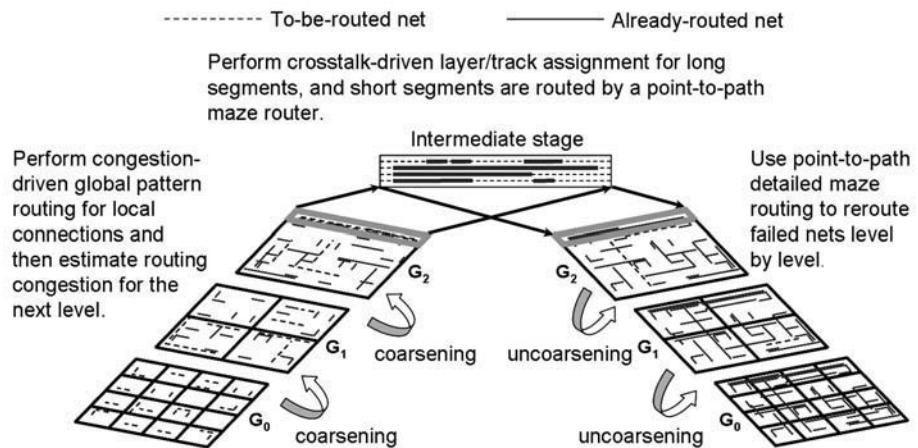 To-be-routed net
Already-routed net
Perform crosstalk-driven layer/track assignment for long
segments, and short segments are routed by a point-to-path
maze router.
Intermediate stage
Perform congestion-
driven global pattern
routing for local
connections and
then estimate routing
congestion for the
next level.
Use point-to-path
detailed maze
routing to reroute
failed nets level
by level.
G2
G2
G1
coarsening
uncoarsening
G1
G0
coarsening
uncoarsening
G0